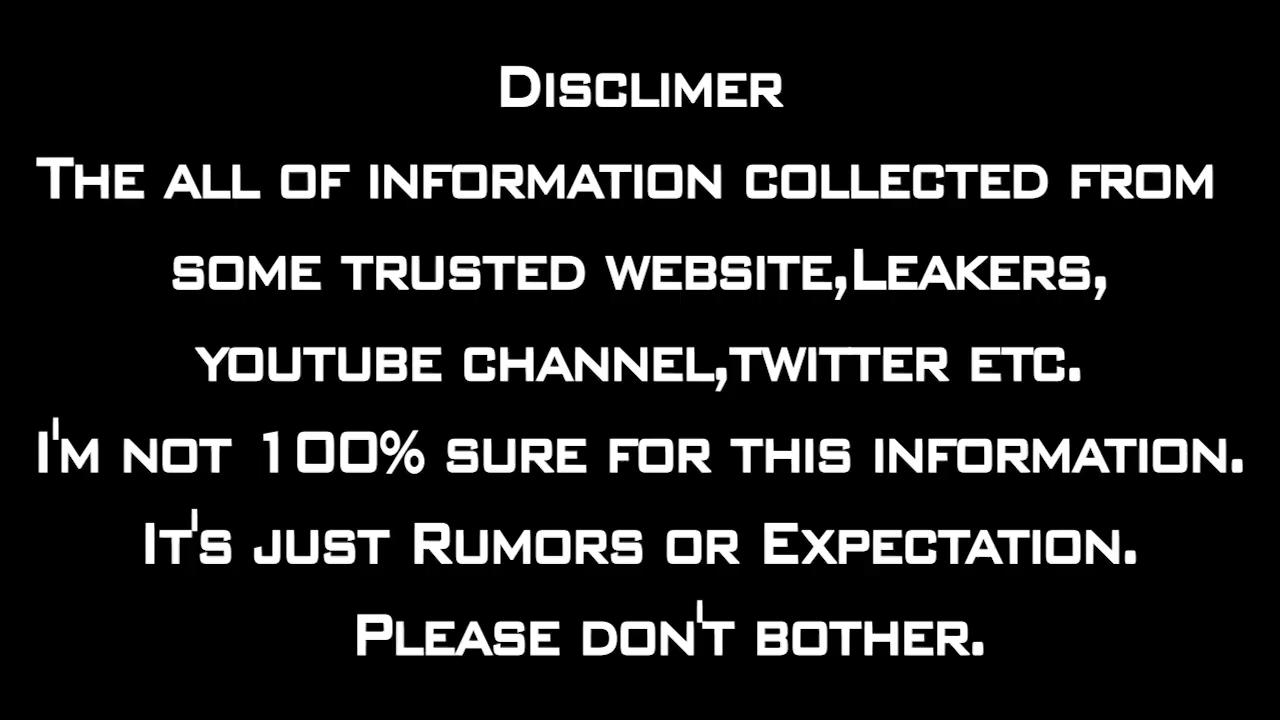 Disclimer
The all of information collected from
some trusted website,Leakers,
youtube channel,twitter etc.
I'm not 100% sure for this information.
It's just Rumors or Expectation.
Please don't bother.